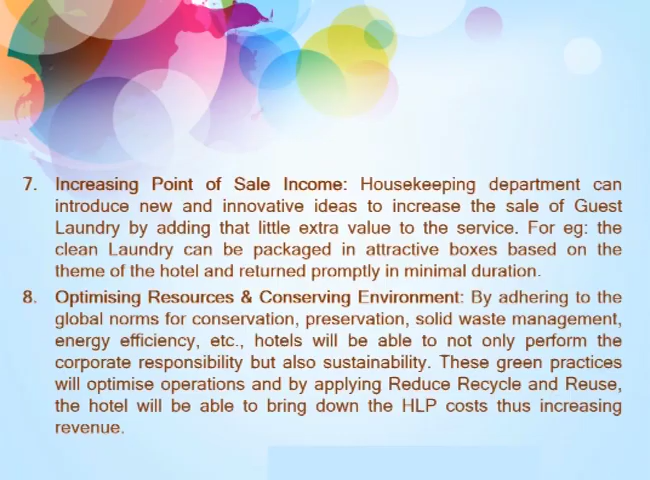 7. Increasing Point of Sale Income: Housekeeping department can
introduce new and innovative ideas to increase the sale of Guest
Laundry by adding that little extra value to the service. For eg: the
clean Laundry can be packaged in attractive boxes based on the
theme of the hotel and returned promptly in minimal duration.
8. Optimising Resources & Conserving Environment: By adhering to the
global norms for conservation, preservation, solid waste management,
energy efficiency, etc., hotels will be able to not only perform the
corporate responsibility but also sustainability. These green practices
will optimise operations and by applying Reduce Recycle and Reuse,
the hotel will be able to bring down the HLP costs thus increasing
revenue.